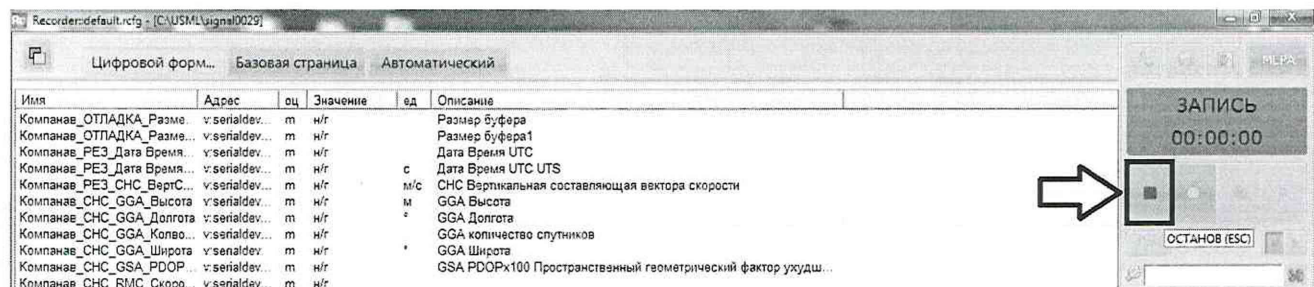 Recorder::default.rcfg - [C:\USML\signal0029]
Цифровой форм... Базовая страница Автоматический
MLPA
Имя Адрес оц Значение ед Описание
Компанав_ОТЛАДКА_Разме... v:serialdev... m н/г Размер буфера
Компанав_ОТЛАДКА_Разме... v:serialdev... m н/г Размер буфера1
Компанав_РЕЗ_Дата Время... v:serialdev... m н/г Дата Время UTC
Компанав_РЕЗ_Дата Время... v:serialdev... m н/г с Дата Время UTC UTS
Компанав_РЕЗ_СНС_ВертС... v:serialdev... m н/г м/с СНС Вертикальная составляющая вектора скорости
Компанав_СНС_GGA_Высота v:serialdev... m н/г м GGA Высота
Компанав_СНС_GGA_Долгота v:serialdev... m н/г ° GGA Долгота
Компанав_СНС_GGA_Колво... v:serialdev... m н/г GGA количество спутников
Компанав_СНС_GGA_Широта v:serialdev... m н/г ° GGA Широта
Компанав_СНС_GSA_PDOP... v:serialdev... m н/г GSA PDOPx100 Пространственный геометрический фактор ухудш...
Компанав_СНС_RMC_Скоро... v:serialdev... m н/г
ЗАПИСЬ
00:00:00
ОСТАНОВ (ESC)